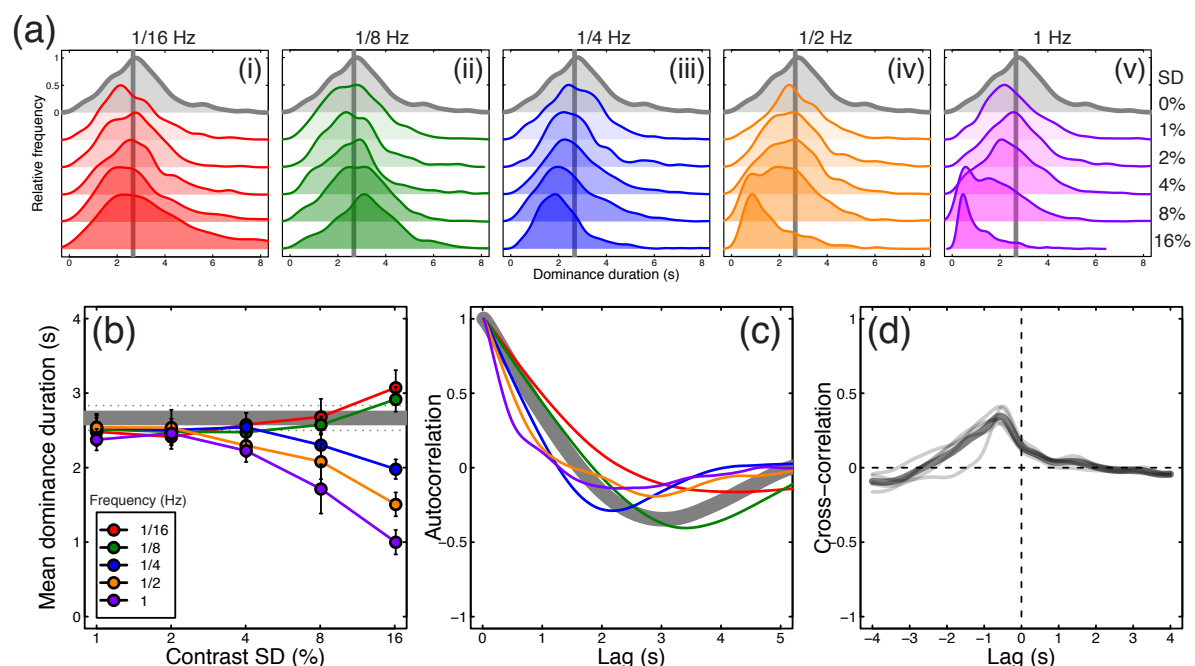 (a)
1/16 Hz 1/8 Hz 1/4 Hz 1/2 Hz 1 Hz
(i) (ii) (iii) (iv) (v)
SD
0%
1%
2%
4%
8%
16%
Relative frequency
1
0.5
0
0 2 4 6 8
0 2 4 6 8
0 2 4 6 8
0 2 4 6 8
0 2 4 6 8
Dominance duration (s)
(b)
Mean dominance duration (s)
4
3
2
1
0
Frequency (Hz)
1/16
1/8
1/4
1/2
1
1 2 4 8 16
Contrast SD (%)
(c)
Autocorrelation
1
0.5
0
−0.5
−1
0 1 2 3 4 5
Lag (s)
(d)
Cross−correlation
1
0.5
0
−0.5
−1
−4 −3 −2 −1 0 1 2 3 4
Lag (s)